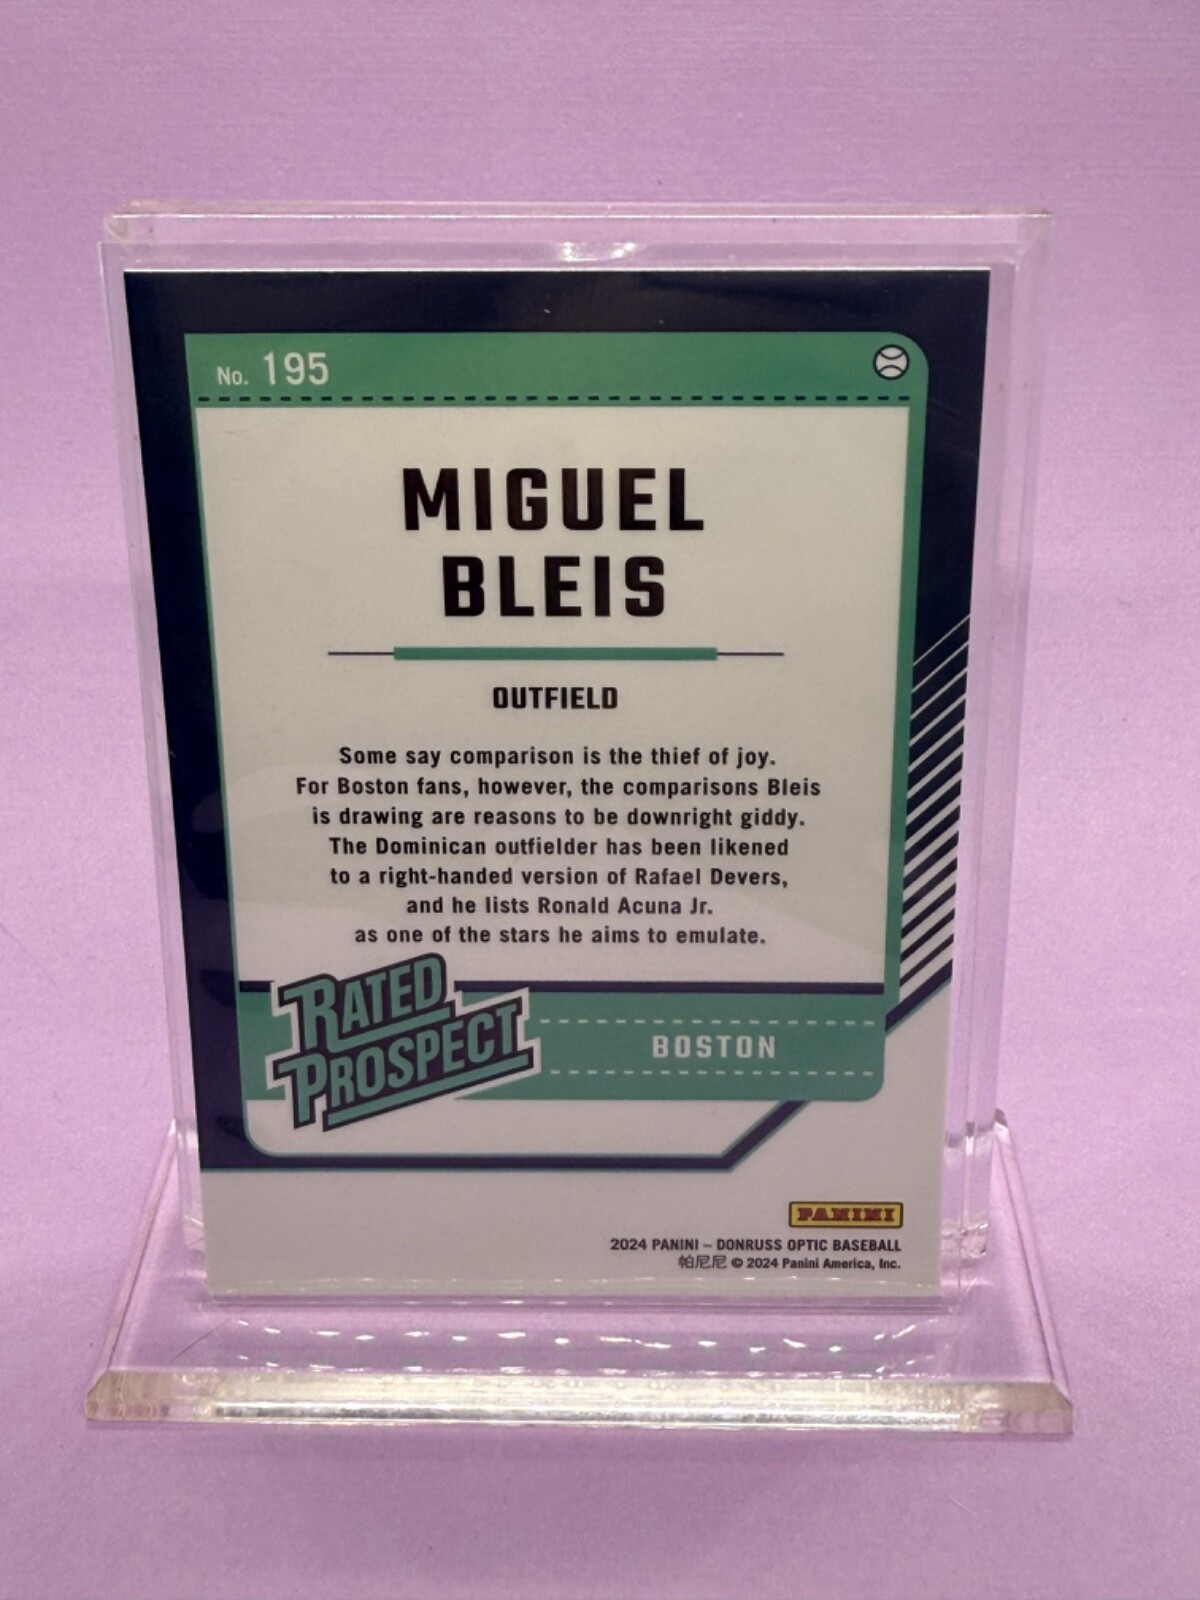 No. 195
MIGUEL
BLEIS
OUTFIELD
Some say comparison is the thief of joy.
For Boston fans, however, the comparisons Bleis
is drawing are reasons to be downright giddy.
The Dominican outfielder has been likened
to a right-handed version of Rafael Devers,
and he lists Ronald Acuna Jr.
as one of the stars he aims to emulate.
RATED
PROSPECT
BOSTON
PANINI
2024 PANINI – DONRUSS OPTIC BASEBALL
帕尼尼 © 2024 Panini America, Inc.